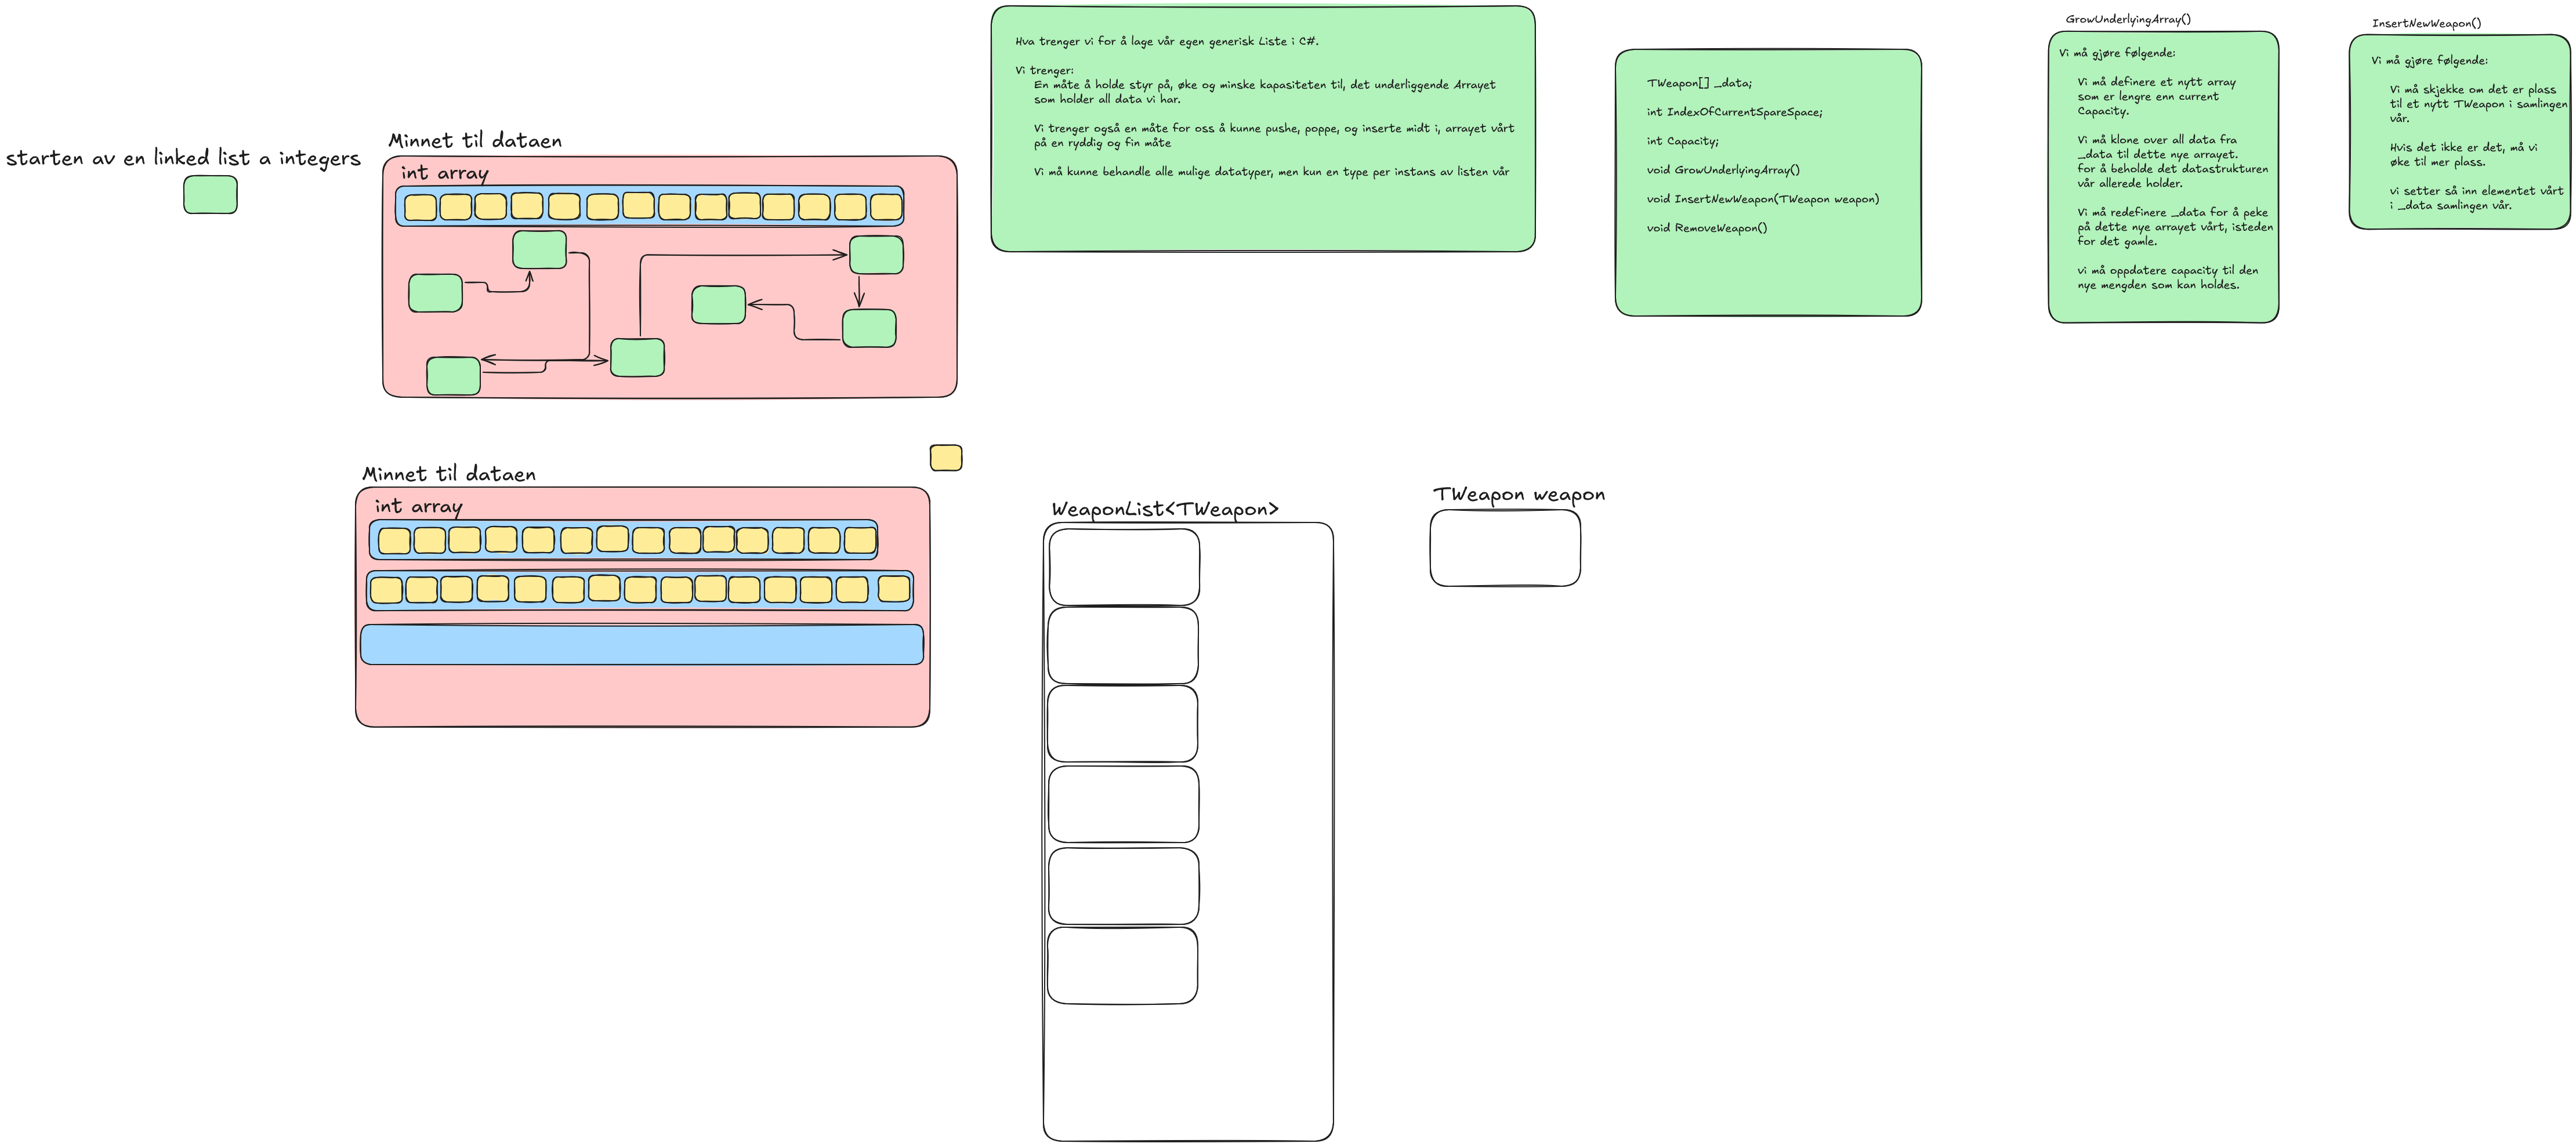 starten av en linked list a integers
Minnet til dataen
int array
Hva trenger vi for å lage vår egen generisk Liste i C#.
Vi trenger:
En måte å holde styr på, øke og minske kapasiteten til, det underliggende Arrayet
som holder all data vi har.
Vi trenger også en måte for oss å kunne pushe, poppe, og inserte midt i, arrayet vårt
på en ryddig og fin måte
Vi må kunne behandle alle mulige datatyper, men kun en type per instans av listen vår
TWeapon[] _data;
int IndexOfCurrentSpareSpace;
int Capacity;
void GrowUnderlyingArray()
void InsertNewWeapon(TWeapon weapon)
void RemoveWeapon()
GrowUnderlyingArray()
Vi må gjøre følgende:
Vi må definere et nytt array
som er lengre enn current
Capacity.
Vi må klone over all data fra
_data til dette nye arrayet.
for å beholde det datastrukturen
vår allerede holder.
Vi må redefinere _data for å peke
på dette nye arrayet vårt, isteden
for det gamle.
vi må oppdatere capacity til den
nye mengden som kan holdes.
InsertNewWeapon()
Vi må gjøre følgende:
Vi må skjekke om det er plass
til et nytt TWeapon i samlingen
vår.
Hvis det ikke er det, må vi
øke til mer plass.
vi setter så inn elementet vårt
i _data samlingen vår.
Minnet til dataen
int array
WeaponList<TWeapon>
TWeapon weapon